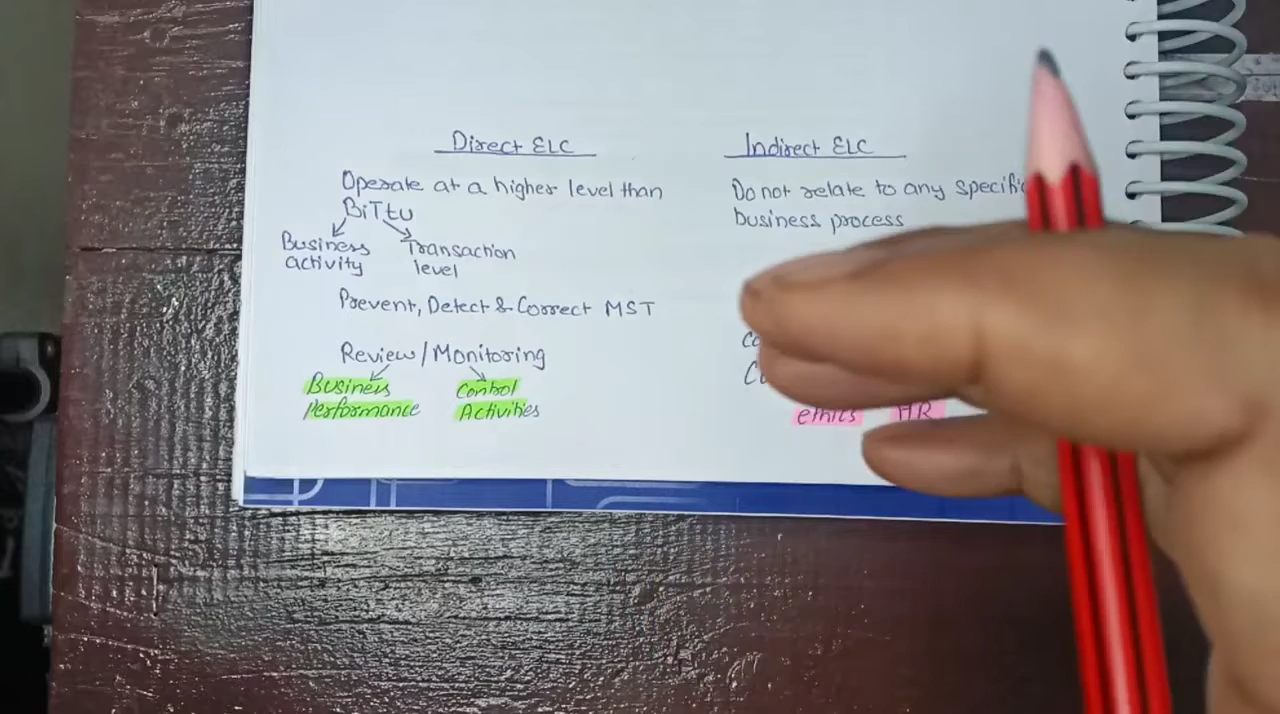 Direct ELC
Operate at a higher level than
BiTtu
Business activity
Transaction level
Prevent, Detect & Correct MST
Review/Monitoring
Business Performance
Control Activities
Indirect ELC
Do not relate to any specific
business process
ethics HR